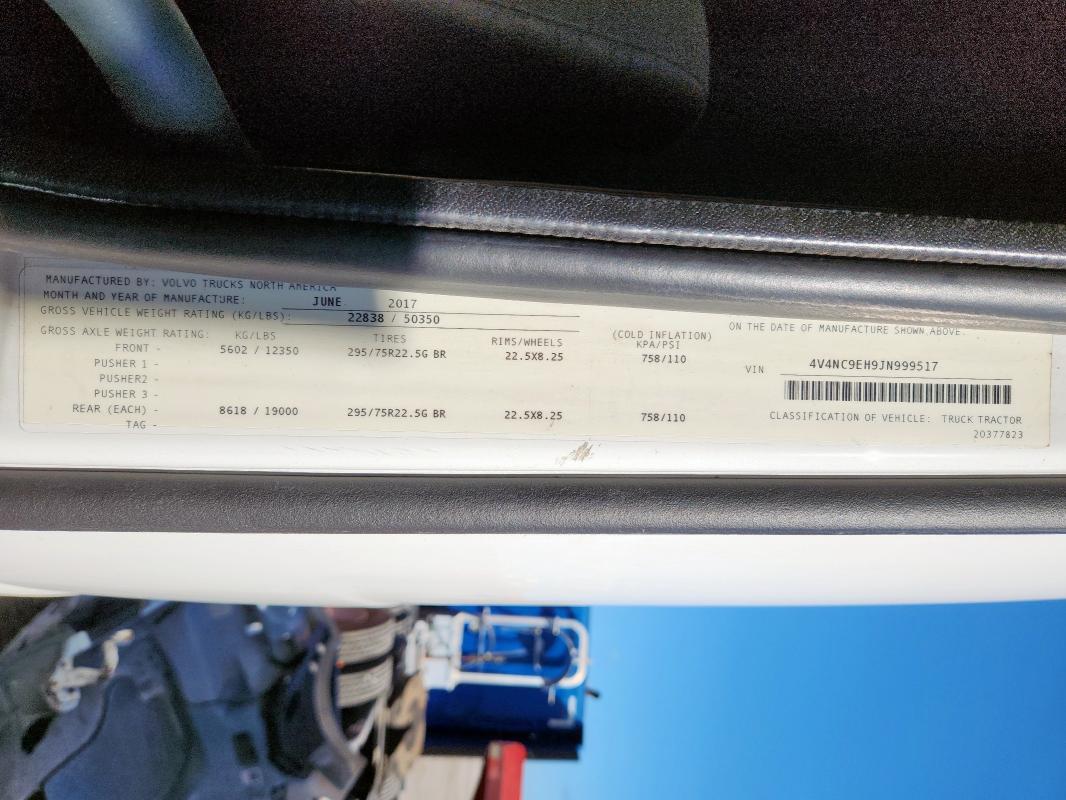 MANUFACTURED BY: VOLVO TRUCKS NORTH AMERICA
MONTH AND YEAR OF MANUFACTURE: JUNE 2017
GROSS VEHICLE WEIGHT RATING (KG/LBS): 22838 / 50350
GROSS AXLE WEIGHT RATING: KG/LBS TIRES RIMS/WHEELS (COLD INFLATION) KPA/PSI
FRONT - 5602 / 12350 295/75R22.5G BR 22.5X8.25 758/110
PUSHER 1 -
PUSHER2 -
PUSHER 3 -
REAR (EACH) - 8618 / 19000 295/75R22.5G BR 22.5X8.25 758/110
TAG -
ON THE DATE OF MANUFACTURE SHOWN ABOVE.
VIN 4V4NC9EH9JN999517
CLASSIFICATION OF VEHICLE: TRUCK TRACTOR
20377823